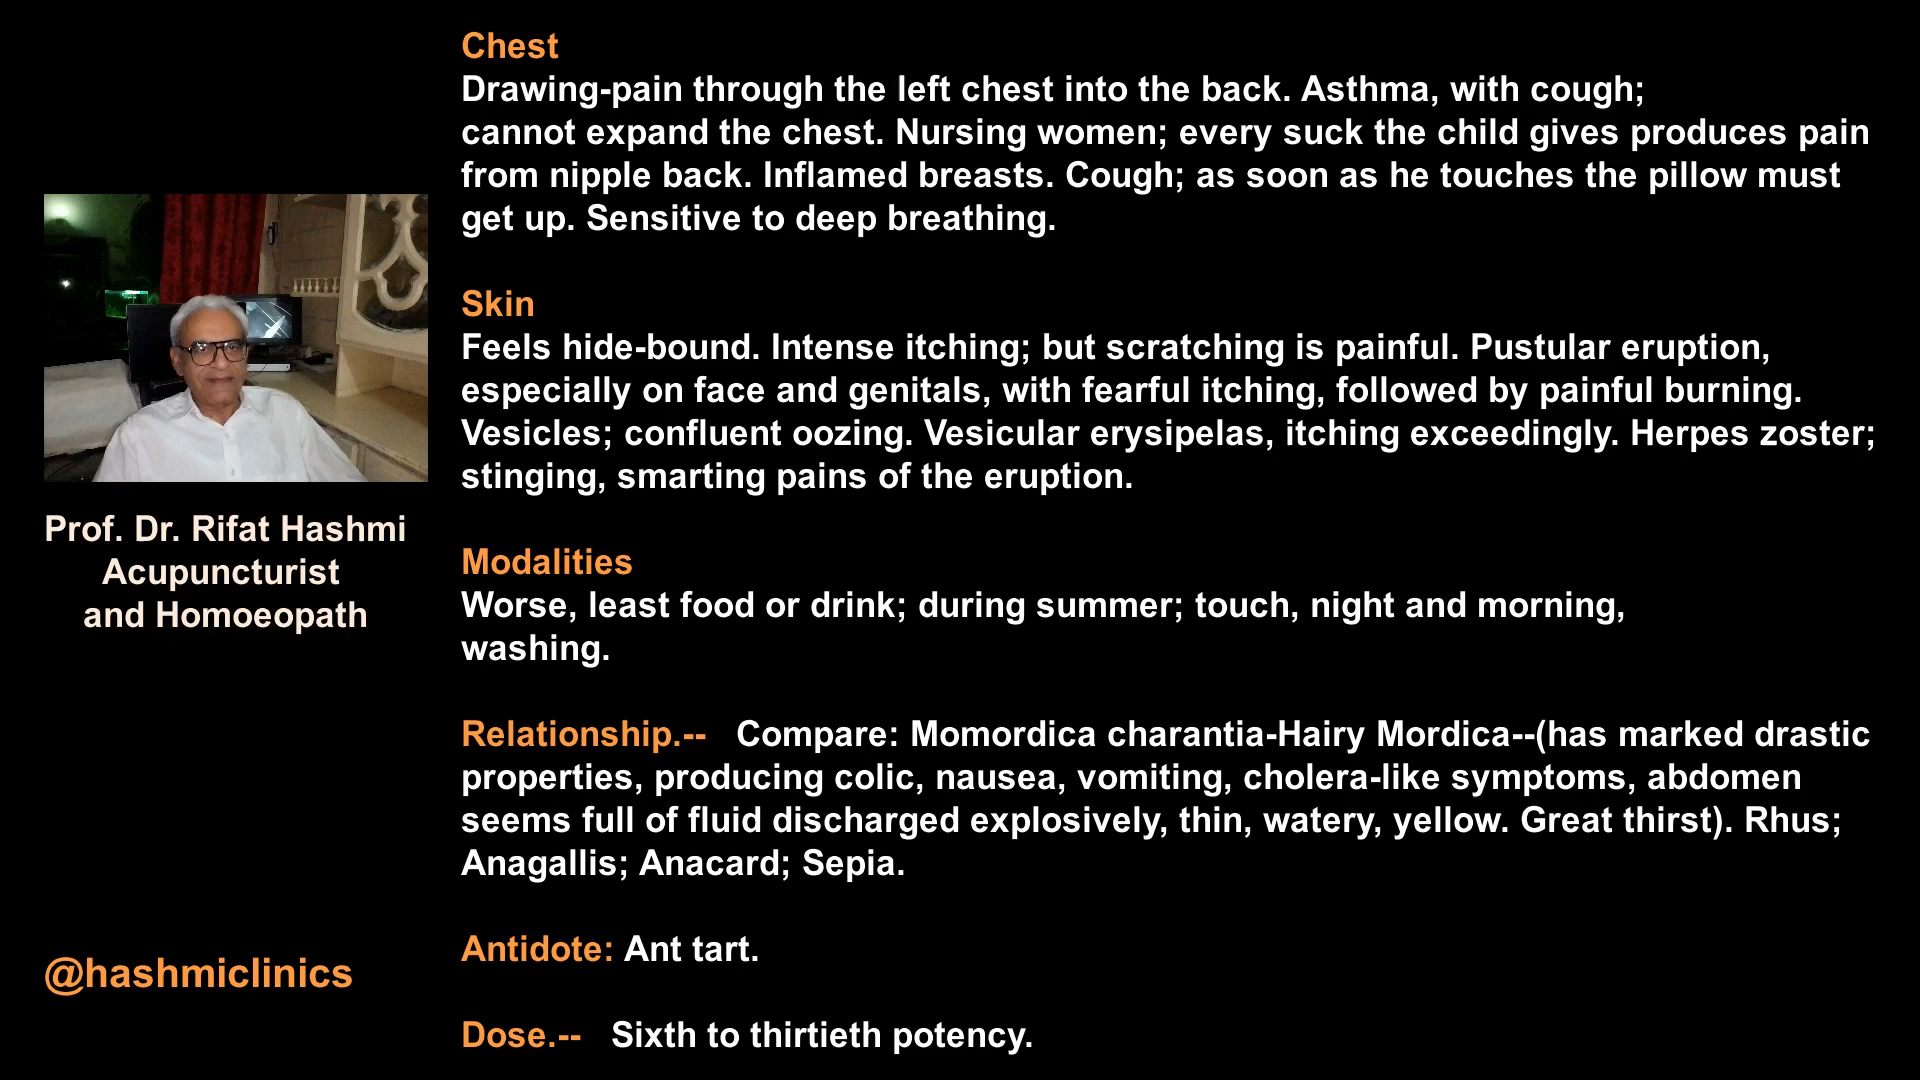 Chest
Drawing-pain through the left chest into the back. Asthma, with cough;
cannot expand the chest. Nursing women; every suck the child gives produces pain
from nipple back. Inflamed breasts. Cough; as soon as he touches the pillow must
get up. Sensitive to deep breathing.
Skin
Feels hide-bound. Intense itching; but scratching is painful. Pustular eruption,
especially on face and genitals, with fearful itching, followed by painful burning.
Vesicles; confluent oozing. Vesicular erysipelas, itching exceedingly. Herpes zoster;
stinging, smarting pains of the eruption.
Modalities
Worse, least food or drink; during summer; touch, night and morning,
washing.
Relationship.-- Compare: Momordica charantia-Hairy Mordica--(has marked drastic
properties, producing colic, nausea, vomiting, cholera-like symptoms, abdomen
seems full of fluid discharged explosively, thin, watery, yellow. Great thirst). Rhus;
Anagallis; Anacard; Sepia.
Antidote: Ant tart.
Dose.-- Sixth to thirtieth potency.
Prof. Dr. Rifat Hashmi
Acupuncturist
and Homoeopath
@hashmiclinics